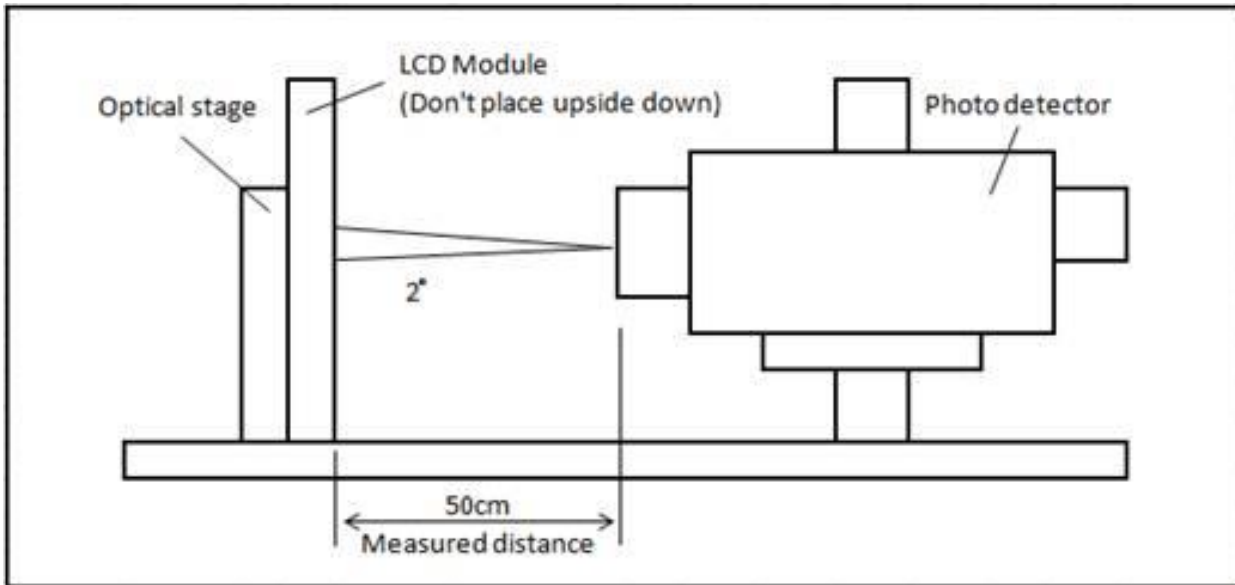 LCD Module
(Don't place upside down)
Optical stage
Photo detector
2°
50cm
Measured distance